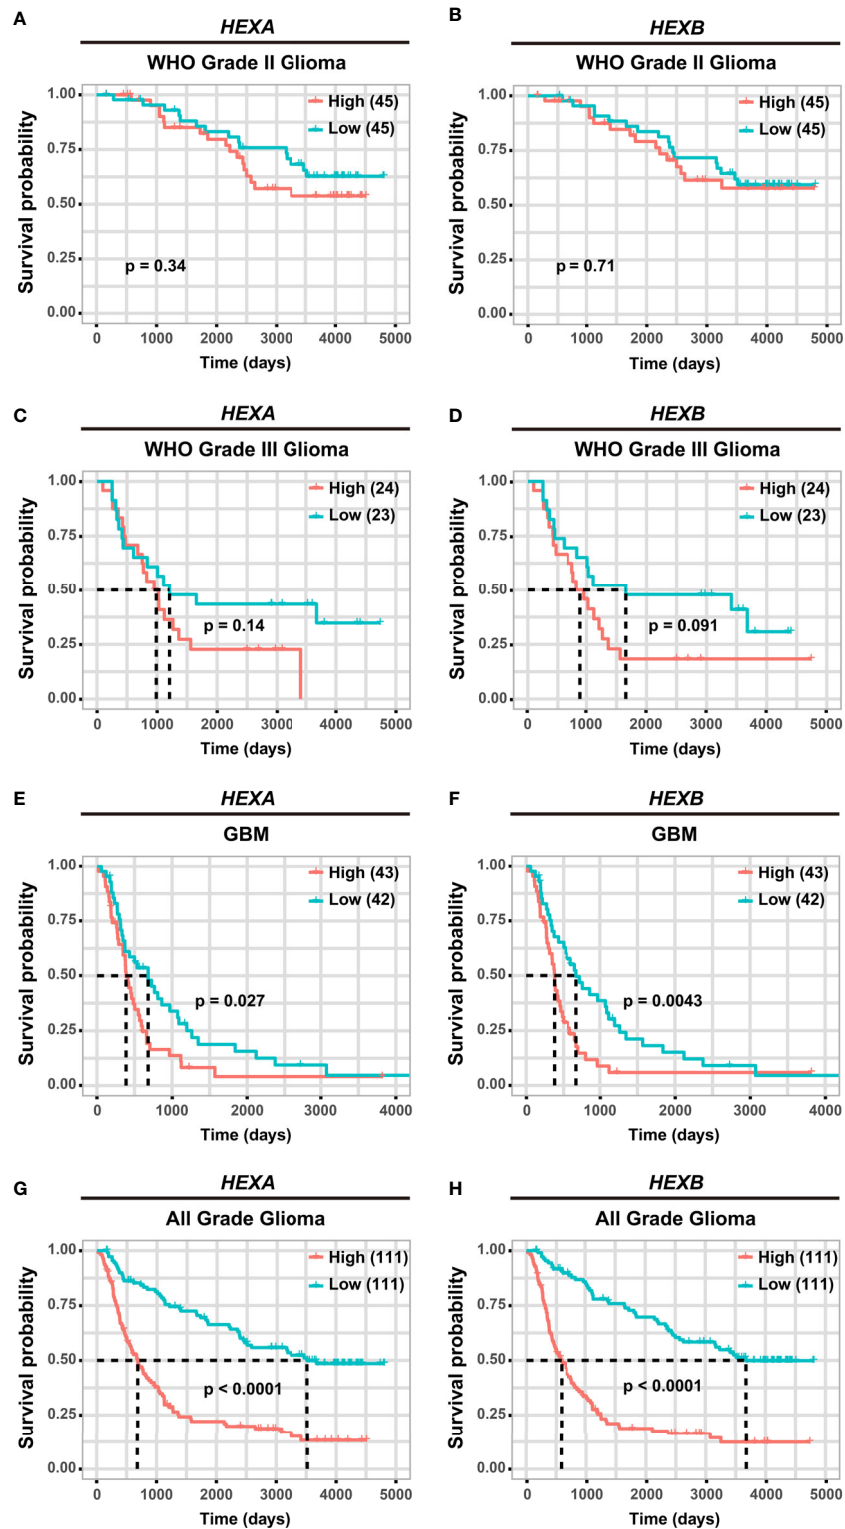 A
HEXA
WHO Grade II Glioma
Survival probability
1.00
0.75
0.50
0.25
0.00
High (45)
Low (45)
p = 0.34
0 1000 2000 3000 4000 5000
Time (days)
B
HEXB
WHO Grade II Glioma
Survival probability
1.00
0.75
0.50
0.25
0.00
High (45)
Low (45)
p = 0.71
0 1000 2000 3000 4000 5000
Time (days)
C
HEXA
WHO Grade III Glioma
Survival probability
1.00
0.75
0.50
0.25
0.00
High (24)
Low (23)
p = 0.14
0 1000 2000 3000 4000 5000
Time (days)
D
HEXB
WHO Grade III Glioma
Survival probability
1.00
0.75
0.50
0.25
0.00
High (24)
Low (23)
p = 0.091
0 1000 2000 3000 4000 5000
Time (days)
E
HEXA
GBM
Survival probability
1.00
0.75
0.50
0.25
0.00
High (43)
Low (42)
p = 0.027
0 1000 2000 3000 4000
Time (days)
F
HEXB
GBM
Survival probability
1.00
0.75
0.50
0.25
0.00
High (43)
Low (42)
p = 0.0043
0 1000 2000 3000 4000
Time (days)
G
HEXA
All Grade Glioma
Survival probability
1.00
0.75
0.50
0.25
0.00
High (111)
Low (111)
p < 0.0001
0 1000 2000 3000 4000 5000
Time (days)
H
HEXB
All Grade Glioma
Survival probability
1.00
0.75
0.50
0.25
0.00
High (111)
Low (111)
p < 0.0001
0 1000 2000 3000 4000 5000
Time (days)